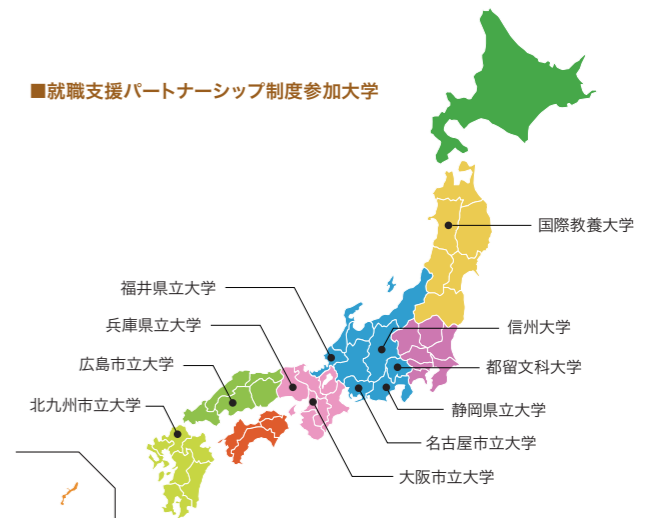 ■就職支援パートナーシップ制度参加大学
国際教養大学
福井県立大学
兵庫県立大学
信州大学
広島市立大学
都留文科大学
北九州市立大学
静岡県立大学
名古屋市立大学
大阪市立大学